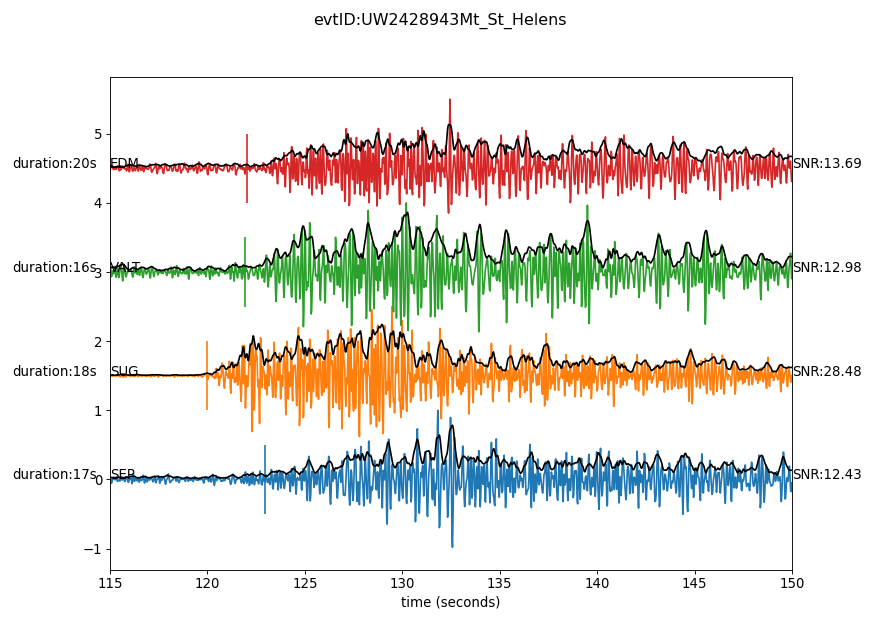 evtID:UW2428943Mt_St_Helens
5
duration:20s EDM SNR:13.69
4
duration:16s VALT SNR:12.98
3
2
duration:18s SUG SNR:28.48
1
duration:17s SEP SNR:12.43
0
−1
115 120 125 130 135 140 145 150
time (seconds)